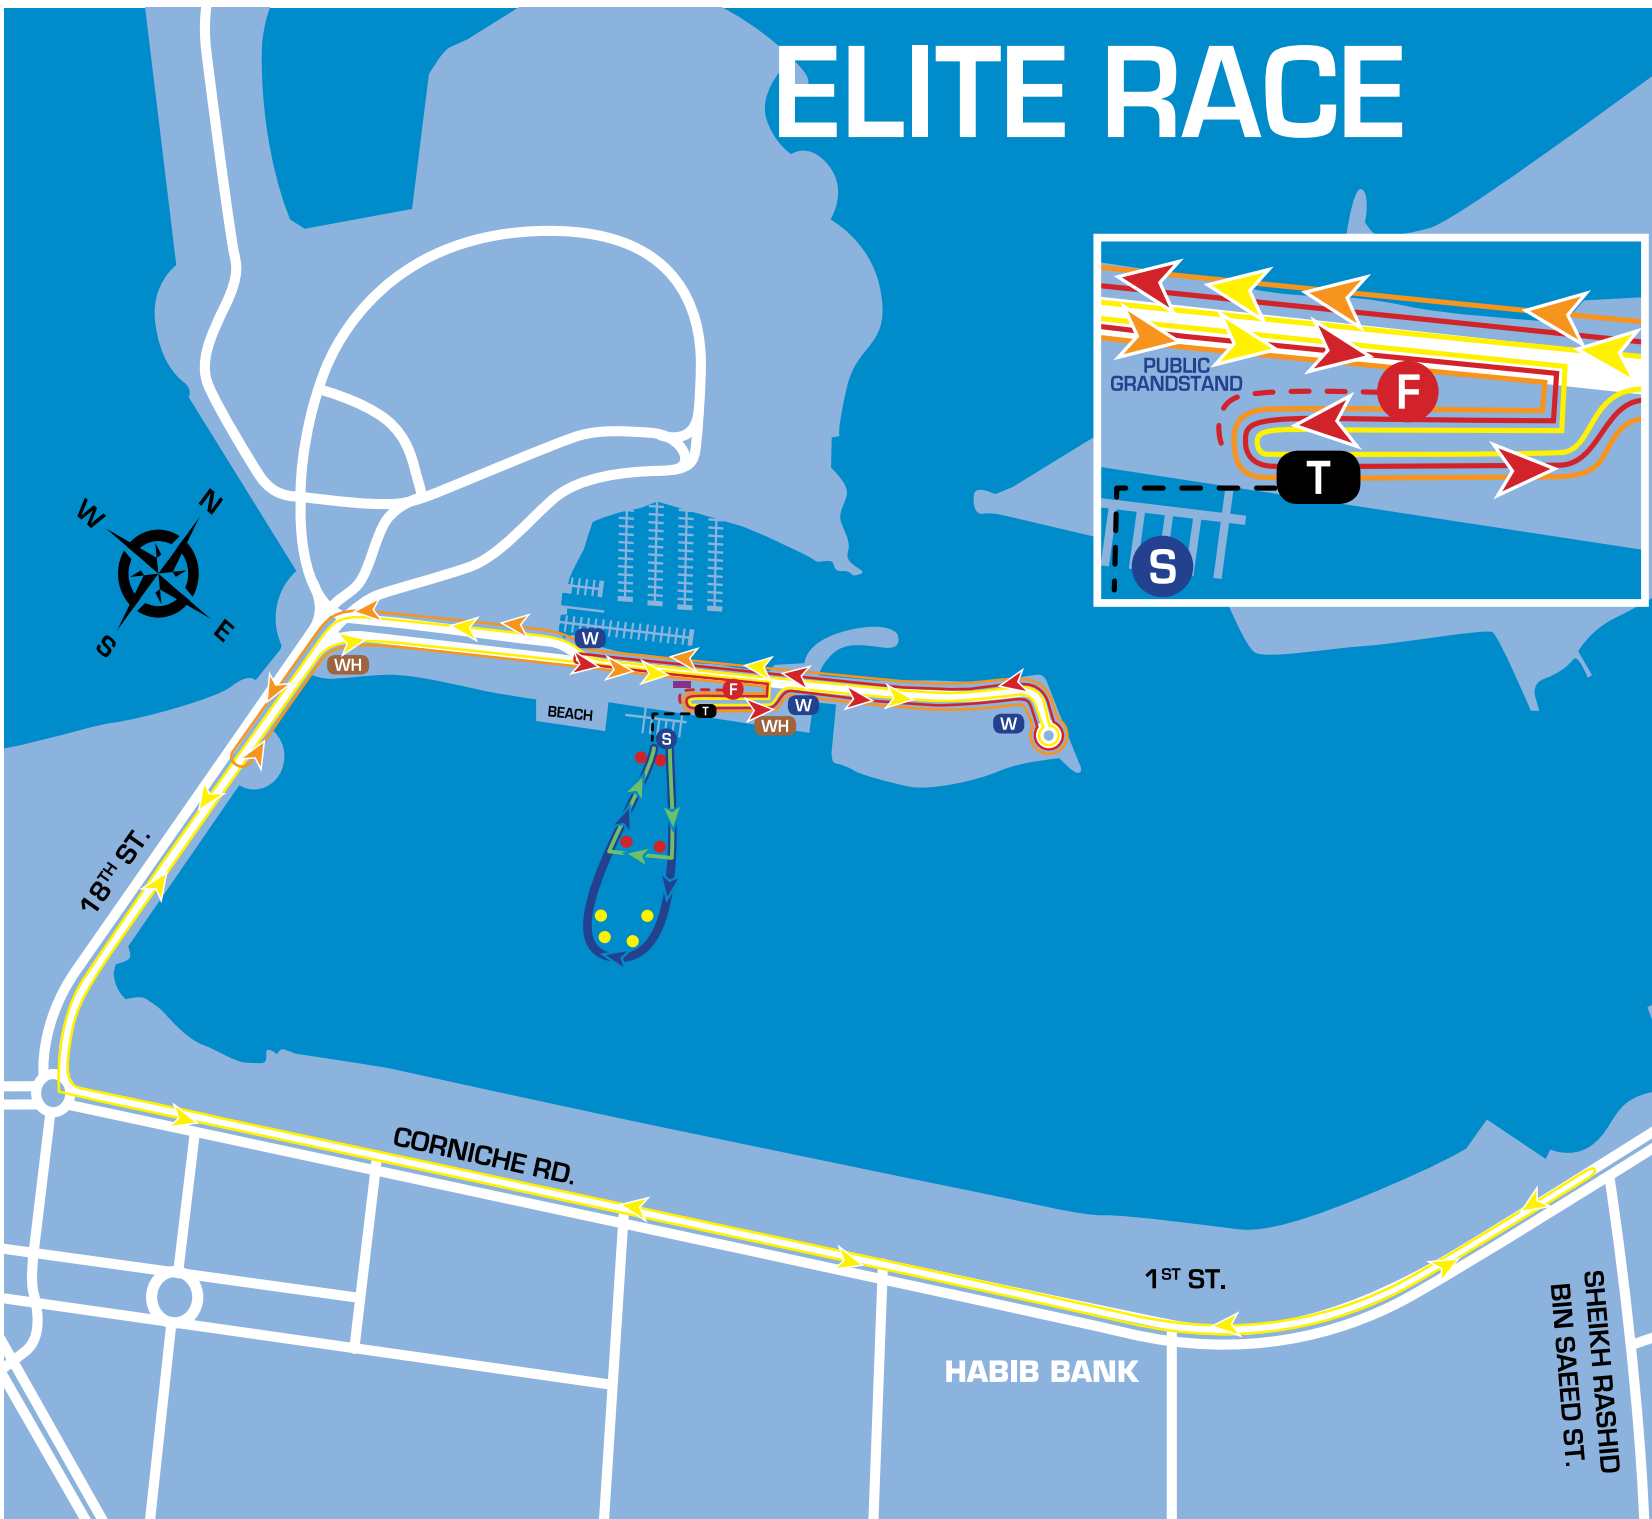 ELITE RACE
PUBLIC
GRANDSTAND
F
T
S
N
W
E
S
W
WH
F
T
W
WH
W
BEACH
S
18TH ST.
CORNICHE RD.
1ST ST.
HABIB BANK
SHEIKH RASHID
BIN SAEED ST.